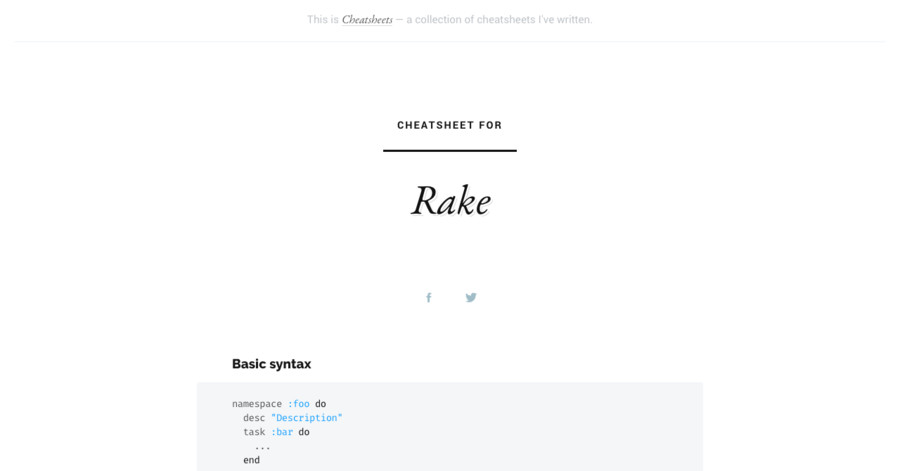 This is Cheatsheets — a collection of cheatsheets I've written.
CHEATSHEET FOR
Rake
Basic syntax
namespace :foo do
  desc "Description"
  task :bar do
    ...
  end